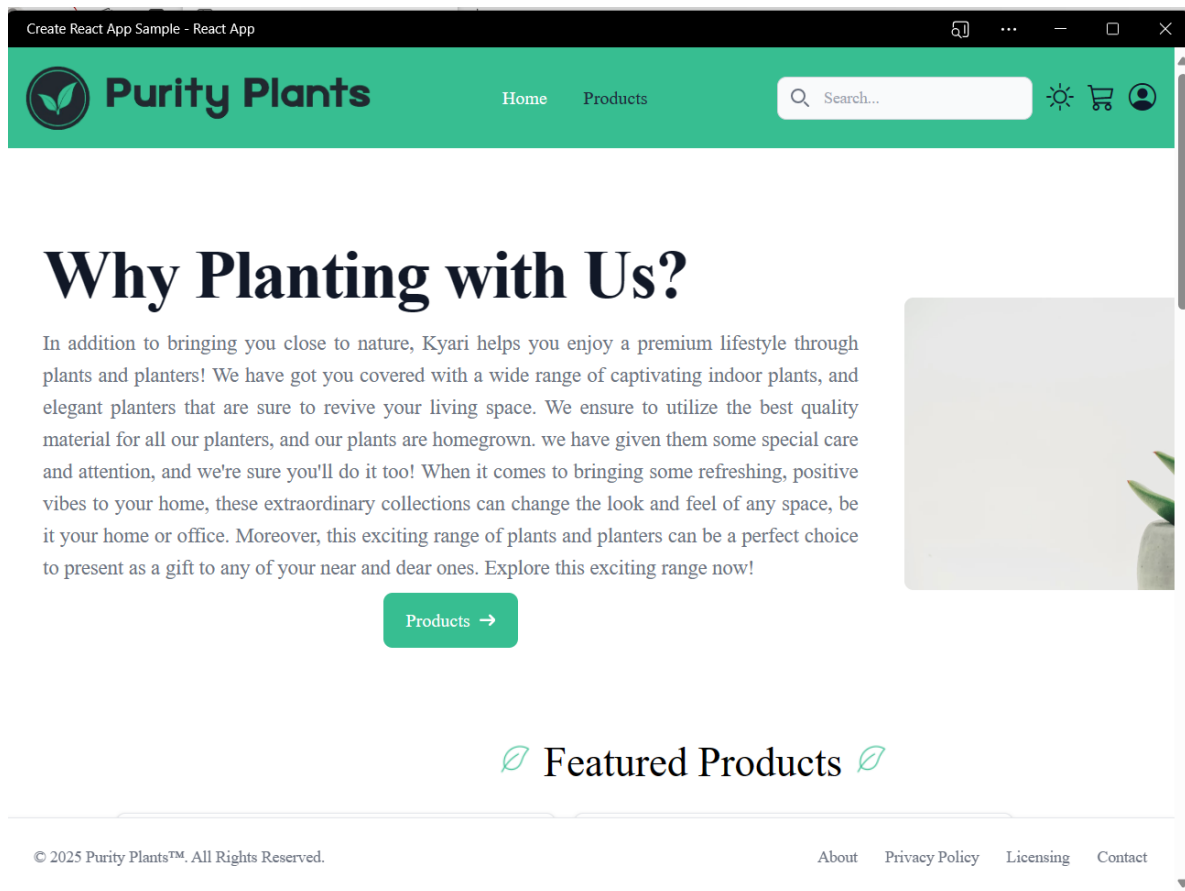 Create React App Sample - React App
Purity Plants
Home
Products
Search...
Why Planting with Us?
In addition to bringing you close to nature, Kyari helps you enjoy a premium lifestyle through
plants and planters! We have got you covered with a wide range of captivating indoor plants, and
elegant planters that are sure to revive your living space. We ensure to utilize the best quality
material for all our planters, and our plants are homegrown. we have given them some special care
and attention, and we're sure you'll do it too! When it comes to bringing some refreshing, positive
vibes to your home, these extraordinary collections can change the look and feel of any space, be
it your home or office. Moreover, this exciting range of plants and planters can be a perfect choice
to present as a gift to any of your near and dear ones. Explore this exciting range now!
Products →
Featured Products
© 2025 Purity Plants™. All Rights Reserved.
About
Privacy Policy
Licensing
Contact